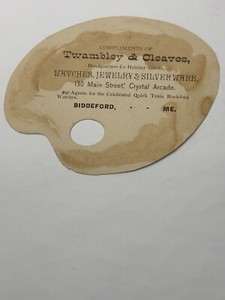 COMPLIMENTS OF
Twambley & Cleaves,
Headquarters for Holiday Goods,
WATCHES, JEWELRY & SILVERWARE,
130 Main Street, Crystal Arcade.
Agents for the Celebrated Quick Train Rockford
Watches.
BIDDEFORD, - - ME.